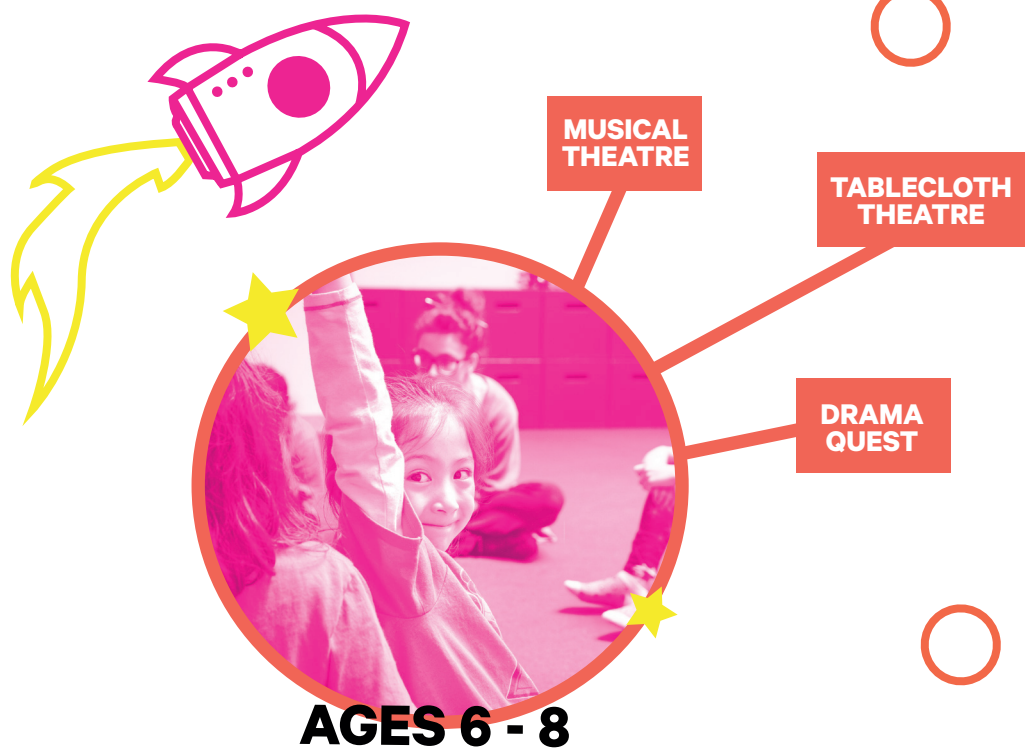 MUSICAL
THEATRE
TABLECLOTH
THEATRE
DRAMA
QUEST
AGES 6 - 8